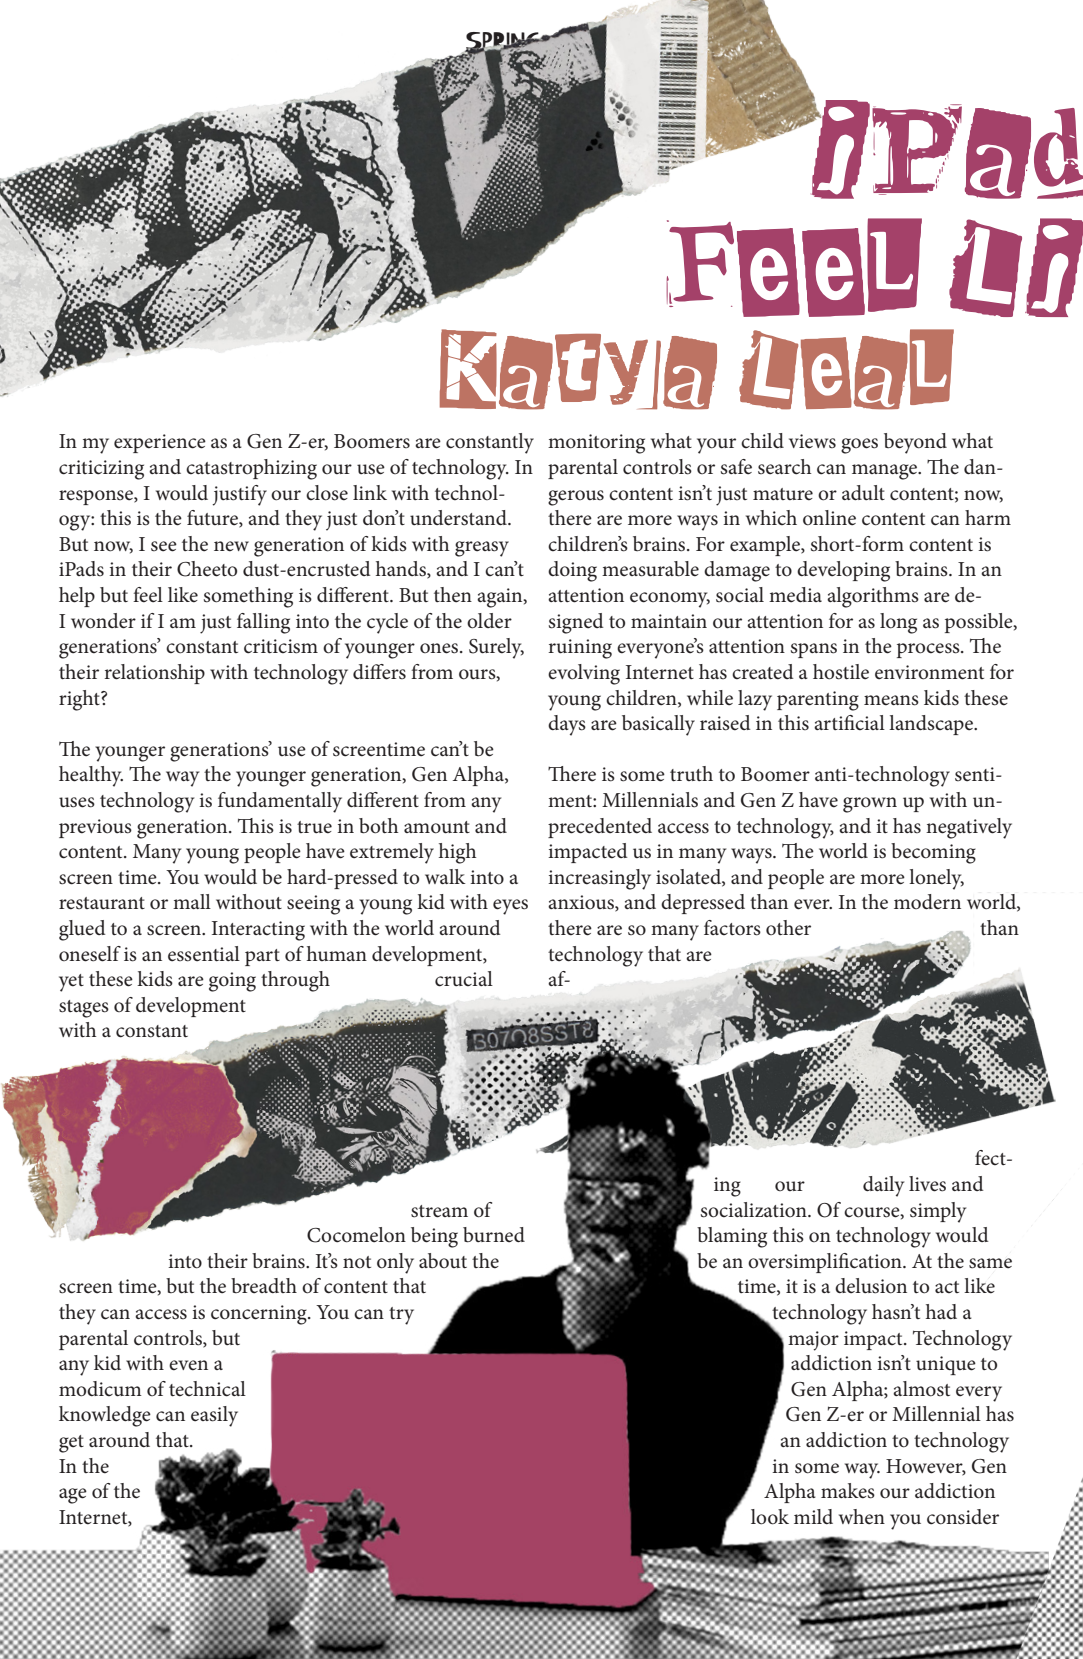 SPRING
iPad
Feel Li
Katya Leal
In my experience as a Gen Z-er, Boomers are constantly
criticizing and catastrophizing our use of technology. In
response, I would justify our close link with technol-
ogy: this is the future, and they just don’t understand.
But now, I see the new generation of kids with greasy
iPads in their Cheeto dust-encrusted hands, and I can’t
help but feel like something is different. But then again,
I wonder if I am just falling into the cycle of the older
generations’ constant criticism of younger ones. Surely,
their relationship with technology differs from ours,
right?
The younger generations’ use of screentime can’t be
healthy. The way the younger generation, Gen Alpha,
uses technology is fundamentally different from any
previous generation. This is true in both amount and
content. Many young people have extremely high
screen time. You would be hard-pressed to walk into a
restaurant or mall without seeing a young kid with eyes
glued to a screen. Interacting with the world around
oneself is an essential part of human development,
yet these kids are going through crucial
stages of development
with a constant
stream of
Cocomelon being burned
into their brains. It’s not only about the
screen time, but the breadth of content that
they can access is concerning. You can try
parental controls, but
any kid with even a
modicum of technical
knowledge can easily
get around that.
In the
age of the
Internet,
monitoring what your child views goes beyond what
parental controls or safe search can manage. The dan-
gerous content isn’t just mature or adult content; now,
there are more ways in which online content can harm
children’s brains. For example, short-form content is
doing measurable damage to developing brains. In an
attention economy, social media algorithms are de-
signed to maintain our attention for as long as possible,
ruining everyone’s attention spans in the process. The
evolving Internet has created a hostile environment for
young children, while lazy parenting means kids these
days are basically raised in this artificial landscape.
There is some truth to Boomer anti-technology senti-
ment: Millennials and Gen Z have grown up with un-
precedented access to technology, and it has negatively
impacted us in many ways. The world is becoming
increasingly isolated, and people are more lonely,
anxious, and depressed than ever. In the modern world,
there are so many factors other than
technology that are
af-
fect-
ing our daily lives and
socialization. Of course, simply
blaming this on technology would
be an oversimplification. At the same
time, it is a delusion to act like
technology hasn’t had a
major impact. Technology
addiction isn’t unique to
Gen Alpha; almost every
Gen Z-er or Millennial has
an addiction to technology
in some way. However, Gen
Alpha makes our addiction
look mild when you consider
B07Q8SST8